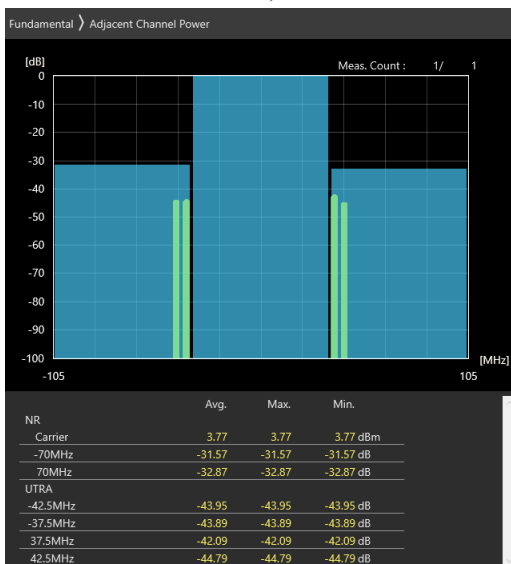 Fundamental 〉 Adjacent Channel Power
[dB] Meas. Count : 1/ 1
0
-10
-20
-30
-40
-50
-60
-70
-80
-90
-100
[MHz]
-105 105
Avg. Max. Min.
NR
Carrier 3.77 3.77 3.77 dBm
-70MHz -31.57 -31.57 -31.57 dB
70MHz -32.87 -32.87 -32.87 dB
UTRA
-42.5MHz -43.95 -43.95 -43.95 dB
-37.5MHz -43.89 -43.89 -43.89 dB
37.5MHz -42.09 -42.09 -42.09 dB
42.5MHz -44.79 -44.79 -44.79 dB